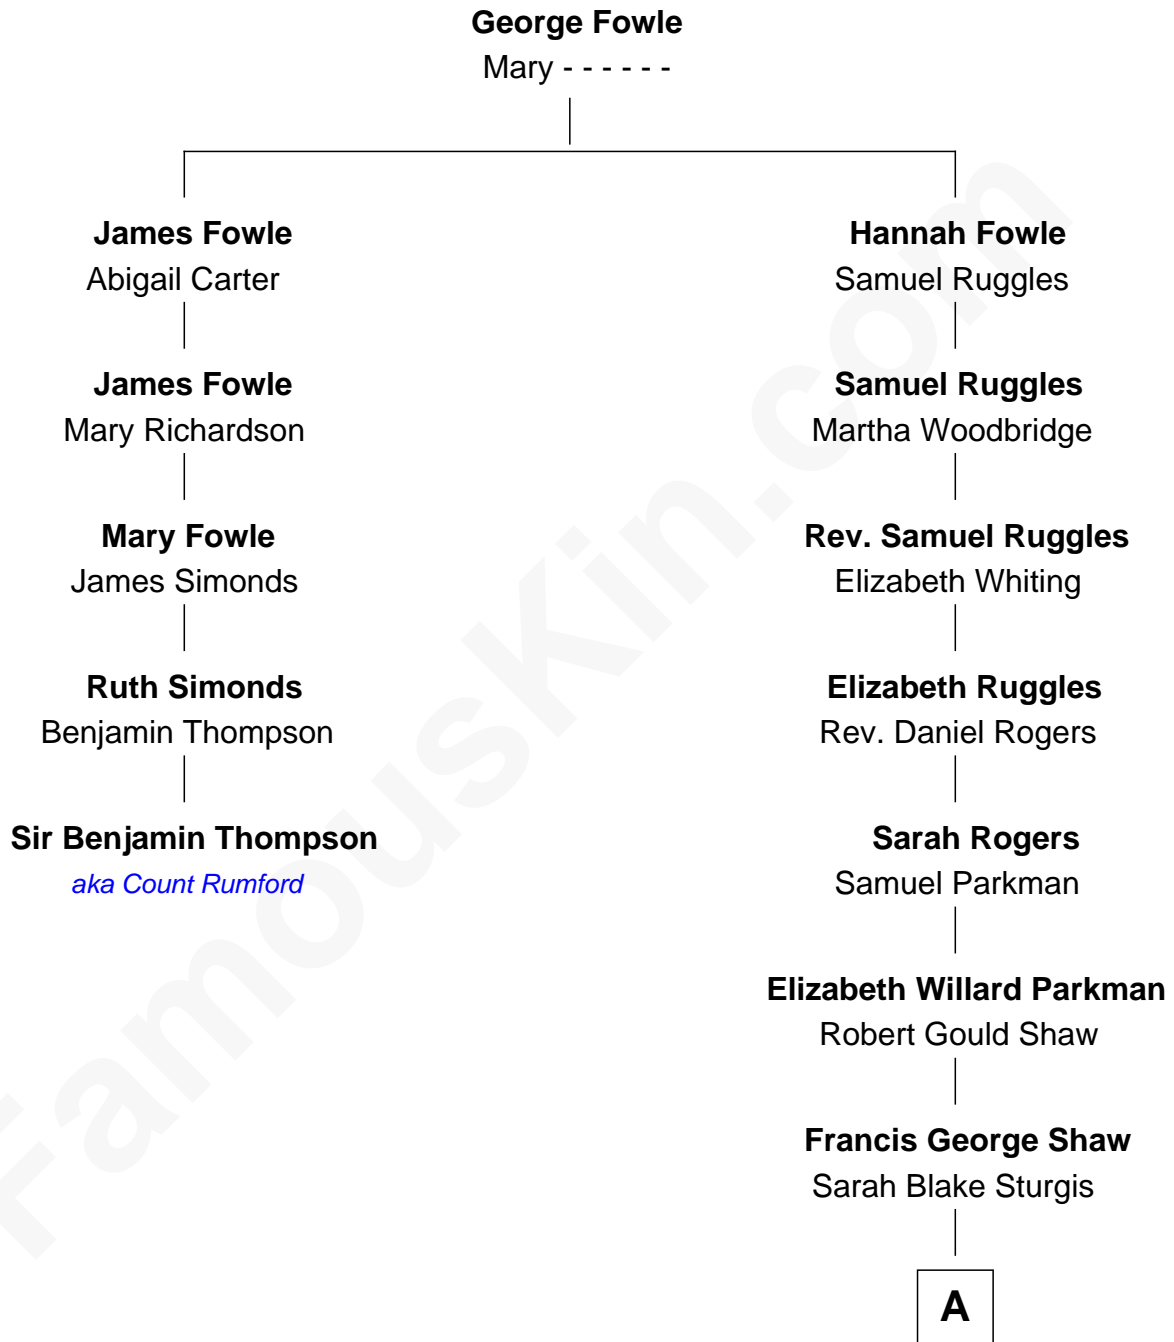 George Fowle
Mary - - - - - -
James Fowle
Abigail Carter
Hannah Fowle
Samuel Ruggles
James Fowle
Mary Richardson
Samuel Ruggles
Martha Woodbridge
Mary Fowle
James Simonds
Rev. Samuel Ruggles
Elizabeth Whiting
Ruth Simonds
Benjamin Thompson
Elizabeth Ruggles
Rev. Daniel Rogers
Sir Benjamin Thompson
aka Count Rumford
Sarah Rogers
Samuel Parkman
Elizabeth Willard Parkman
Robert Gould Shaw
Francis George Shaw
Sarah Blake Sturgis
A
FamousKin.com